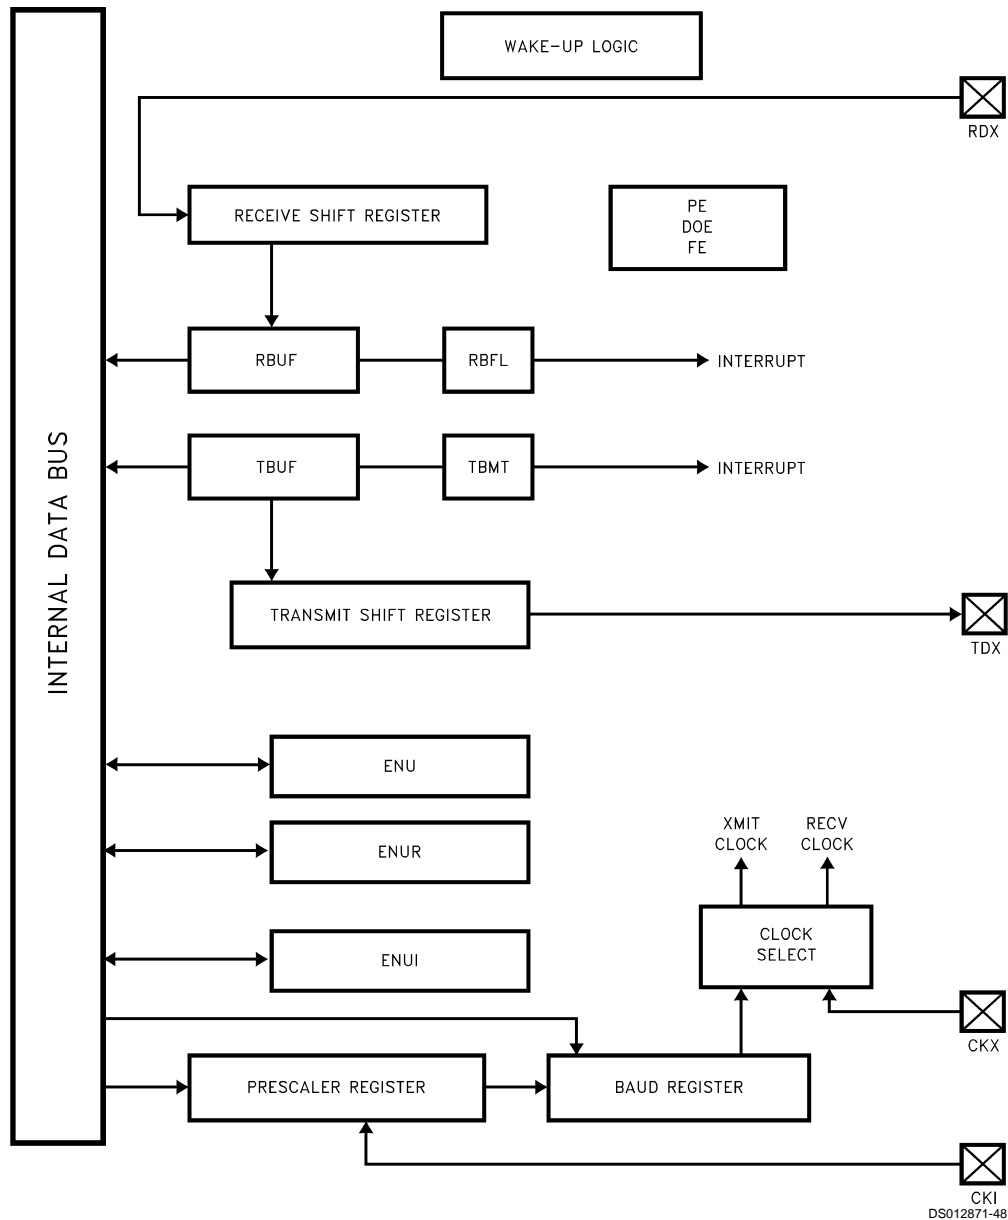 WAKE-UP LOGIC
RDX
RECEIVE SHIFT REGISTER
PE
DOE
FE
RBUF
RBFL
INTERRUPT
INTERNAL DATA BUS
TBUF
TBMT
INTERRUPT
TRANSMIT SHIFT REGISTER
TDX
ENU
XMIT
CLOCK
RECV
CLOCK
ENUR
CLOCK
SELECT
ENUI
CKX
PRESCALER REGISTER
BAUD REGISTER
CKI
DS012871-48